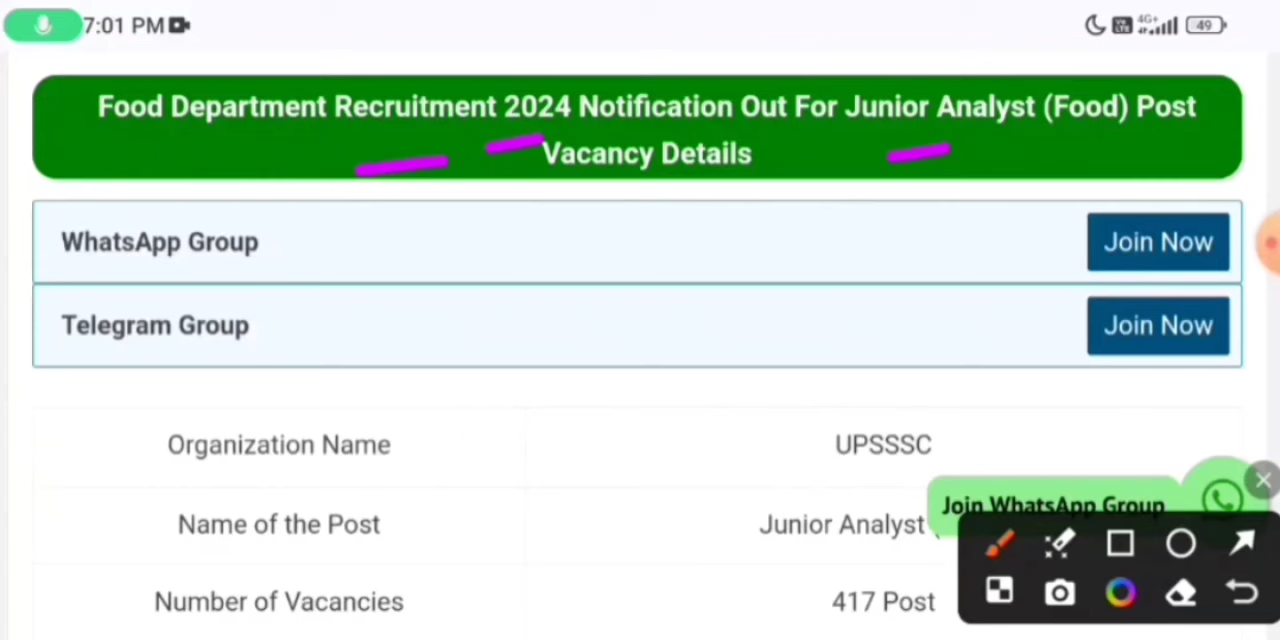 7:01 PM
4G+
49
Food Department Recruitment 2024 Notification Out For Junior Analyst (Food) Post
Vacancy Details
WhatsApp Group
Join Now
Telegram Group
Join Now
Organization Name
UPSSSC
Join WhatsApp Group
Name of the Post
Junior Analyst
Number of Vacancies
417 Post